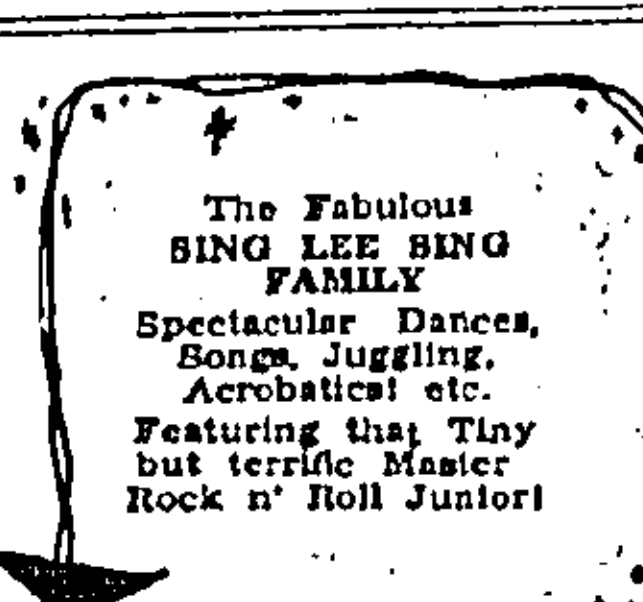 The Fabulous
SING LEE SING
FAMILY
Spectacular Dances,
Songs, Juggling,
Acrobatics! etc.
Featuring that Tiny
but terrific Master
Rock n' Roll Junior!